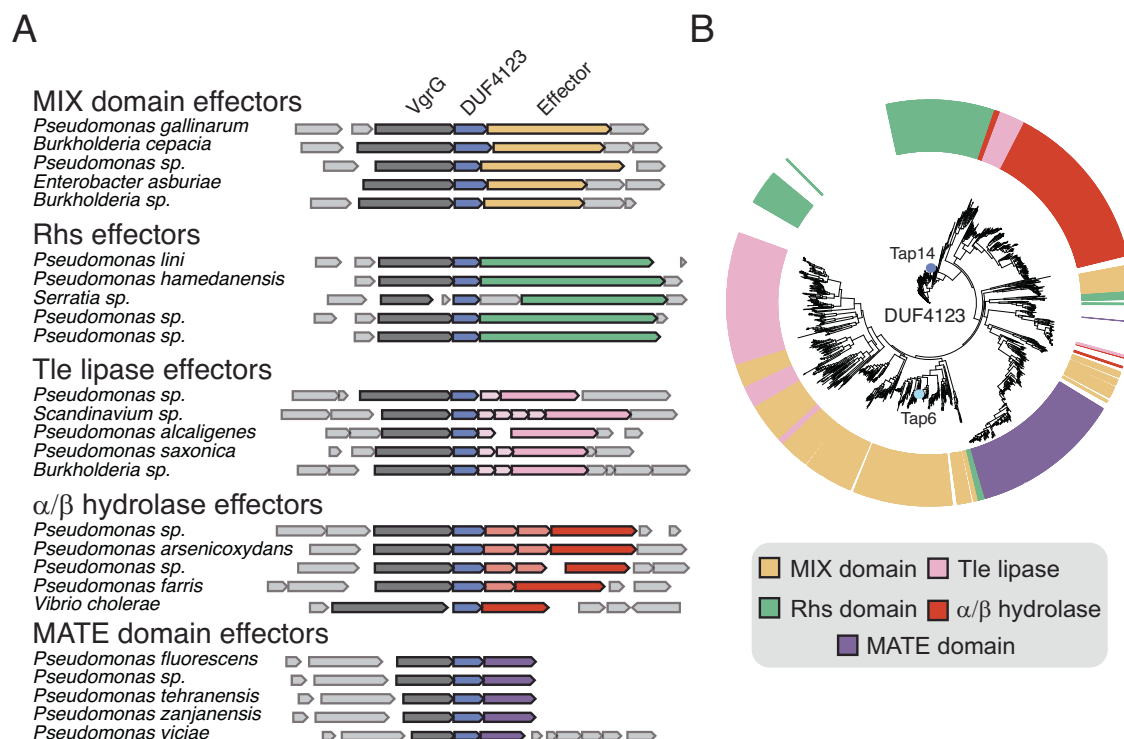 A
VgrG
DUF4123
Effector
MIX domain effectors
Pseudomonas gallinarum
Burkholderia cepacia
Pseudomonas sp.
Enterobacter asburiae
Burkholderia sp.
Rhs effectors
Pseudomonas lini
Pseudomonas hamedanensis
Serratia sp.
Pseudomonas sp.
Pseudomonas sp.
Tle lipase effectors
Pseudomonas sp.
Scandinavium sp.
Pseudomonas alcaligenes
Pseudomonas saxonica
Burkholderia sp.
α/β hydrolase effectors
Pseudomonas sp.
Pseudomonas arsenicoxydans
Pseudomonas sp.
Pseudomonas farris
Vibrio cholerae
MATE domain effectors
Pseudomonas fluorescens
Pseudomonas sp.
Pseudomonas tehranensis
Pseudomonas zanjanensis
Pseudomonas viciae
B
Tap14
DUF4123
Tap6
MIX domain
Tle lipase
Rhs domain
α/β hydrolase
MATE domain